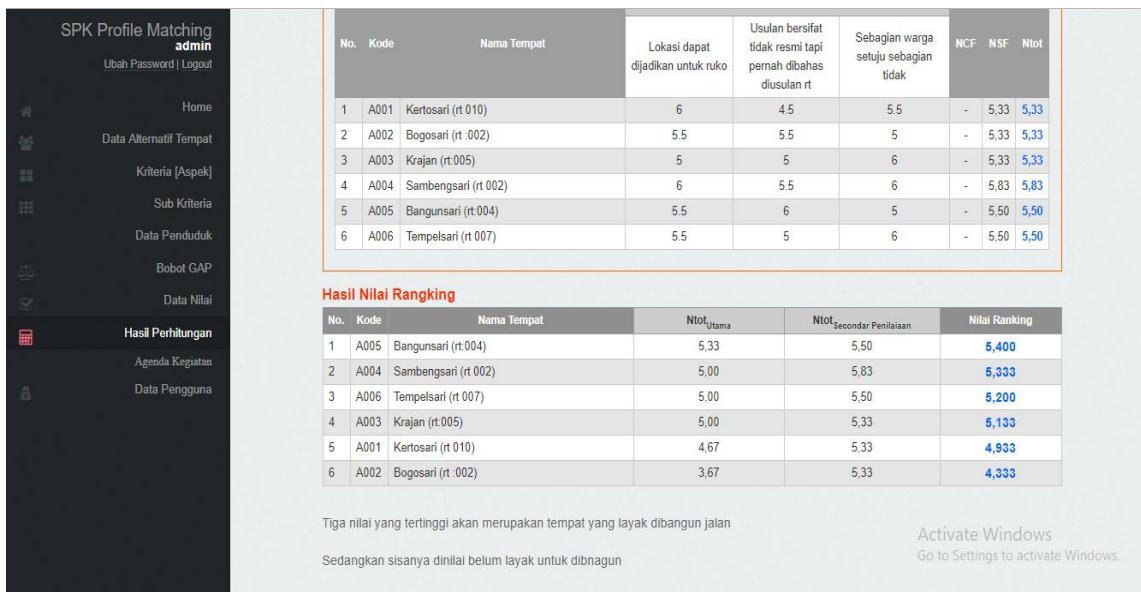 SPK Profile Matching
admin
Ubah Password | Logout
Home
Data Alternatif Tempat
Kriteria [Aspek]
Sub Kriteria
Data Penduduk
Bobot GAP
Data Nilai
Hasil Perhitungan
Agenda Kegiatan
Data Pengguna
No. Kode Nama Tempat Lokasi dapat dijadikan untuk ruko Usulan bersifat tidak resmi tapi pernah dibahas diusulan rt Sebagian warga setuju sebagian tidak NCF NSF Ntot
1 A001 Kertosari (rt 010) 6 4.5 5.5 - 5,33 5,33
2 A002 Bogosari (rt :002) 5.5 5.5 5 - 5,33 5,33
3 A003 Krajan (rt:005) 5 5 6 - 5,33 5,33
4 A004 Sambengsari (rt 002) 6 5.5 6 - 5,83 5,83
5 A005 Bangunsari (rt:004) 5.5 6 5 - 5,50 5,50
6 A006 Tempelsari (rt 007) 5.5 5 6 - 5,50 5,50
Hasil Nilai Rangking
No. Kode Nama Tempat Ntot Utama Ntot Secondar Penilaiaan Nilai Ranking
1 A005 Bangunsari (rt:004) 5,33 5,50 5,400
2 A004 Sambengsari (rt 002) 5,00 5,83 5,333
3 A006 Tempelsari (rt 007) 5,00 5,50 5,200
4 A003 Krajan (rt:005) 5,00 5,33 5,133
5 A001 Kertosari (rt 010) 4,67 5,33 4,933
6 A002 Bogosari (rt :002) 3,67 5,33 4,333
Tiga nilai yang tertinggi akan merupakan tempat yang layak dibangun jalan
Sedangkan sisanya dinilai belum layak untuk dibnagun
Activate Windows
Go to Settings to activate Windows.